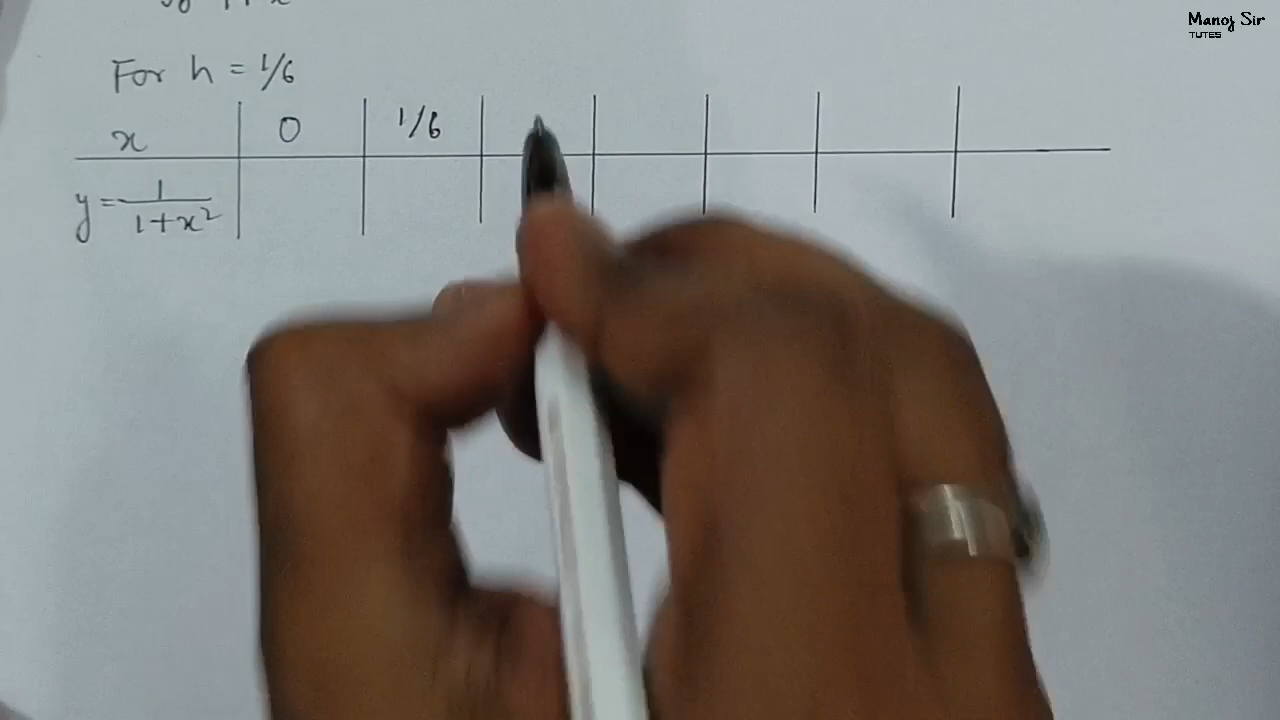 Manoj Sir
TUTES
For h = 1/6
x 0 1/6
y = 1/(1+x²)